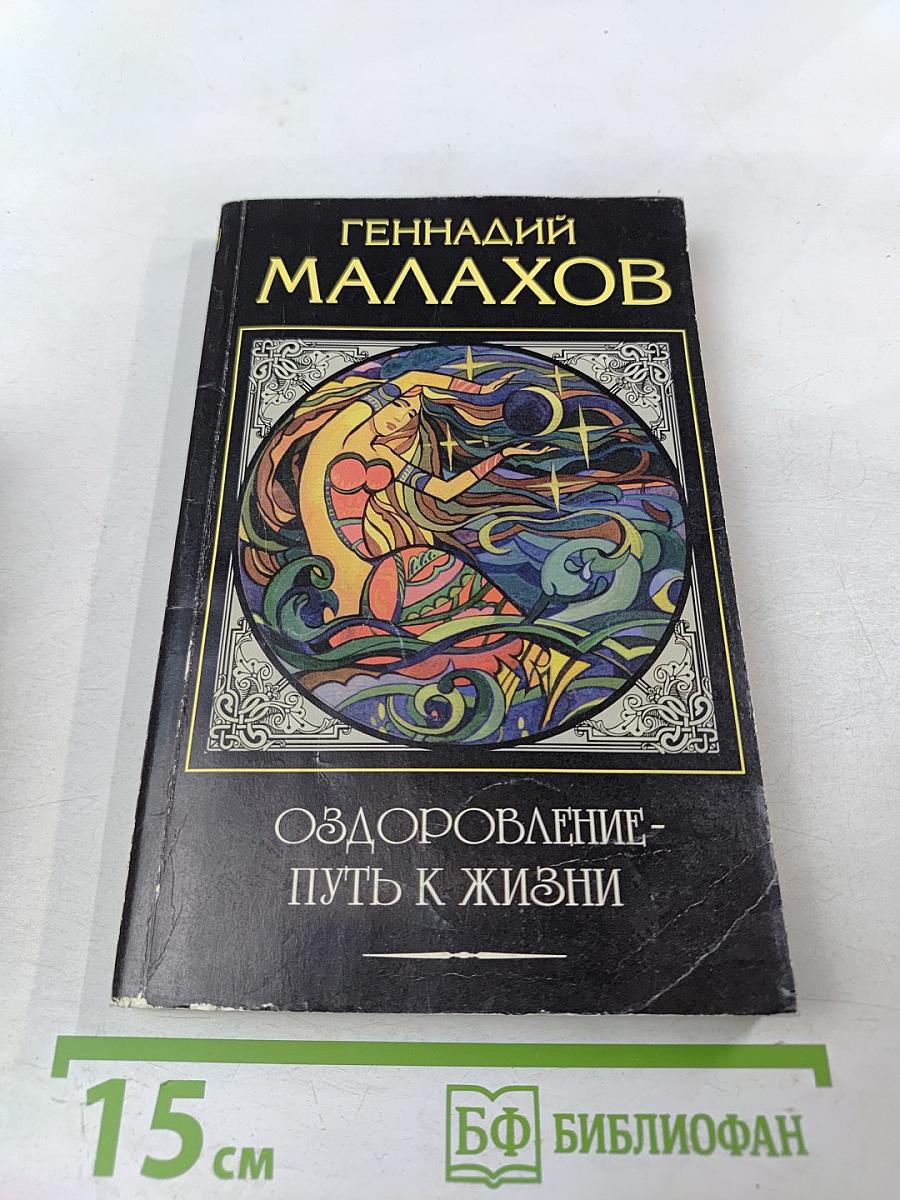 ГЕННАДИЙ
МАЛАХОВ
ОЗДОРОВЛЕНИЕ-
ПУТЬ К ЖИЗНИ
15 см
БФ БИБЛИОФАН